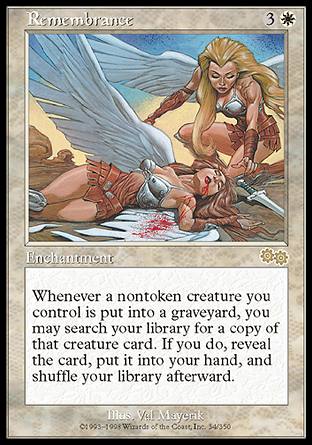 Remembrance 3
Enchantment
Whenever a nontoken creature you
control is put into a graveyard, you
may search your library for a copy of
that creature card. If you do, reveal
the card, put it into your hand, and
shuffle your library afterward.
Illus. Val Mayerik
©1993-1998 Wizards of the Coast, Inc. 34/350